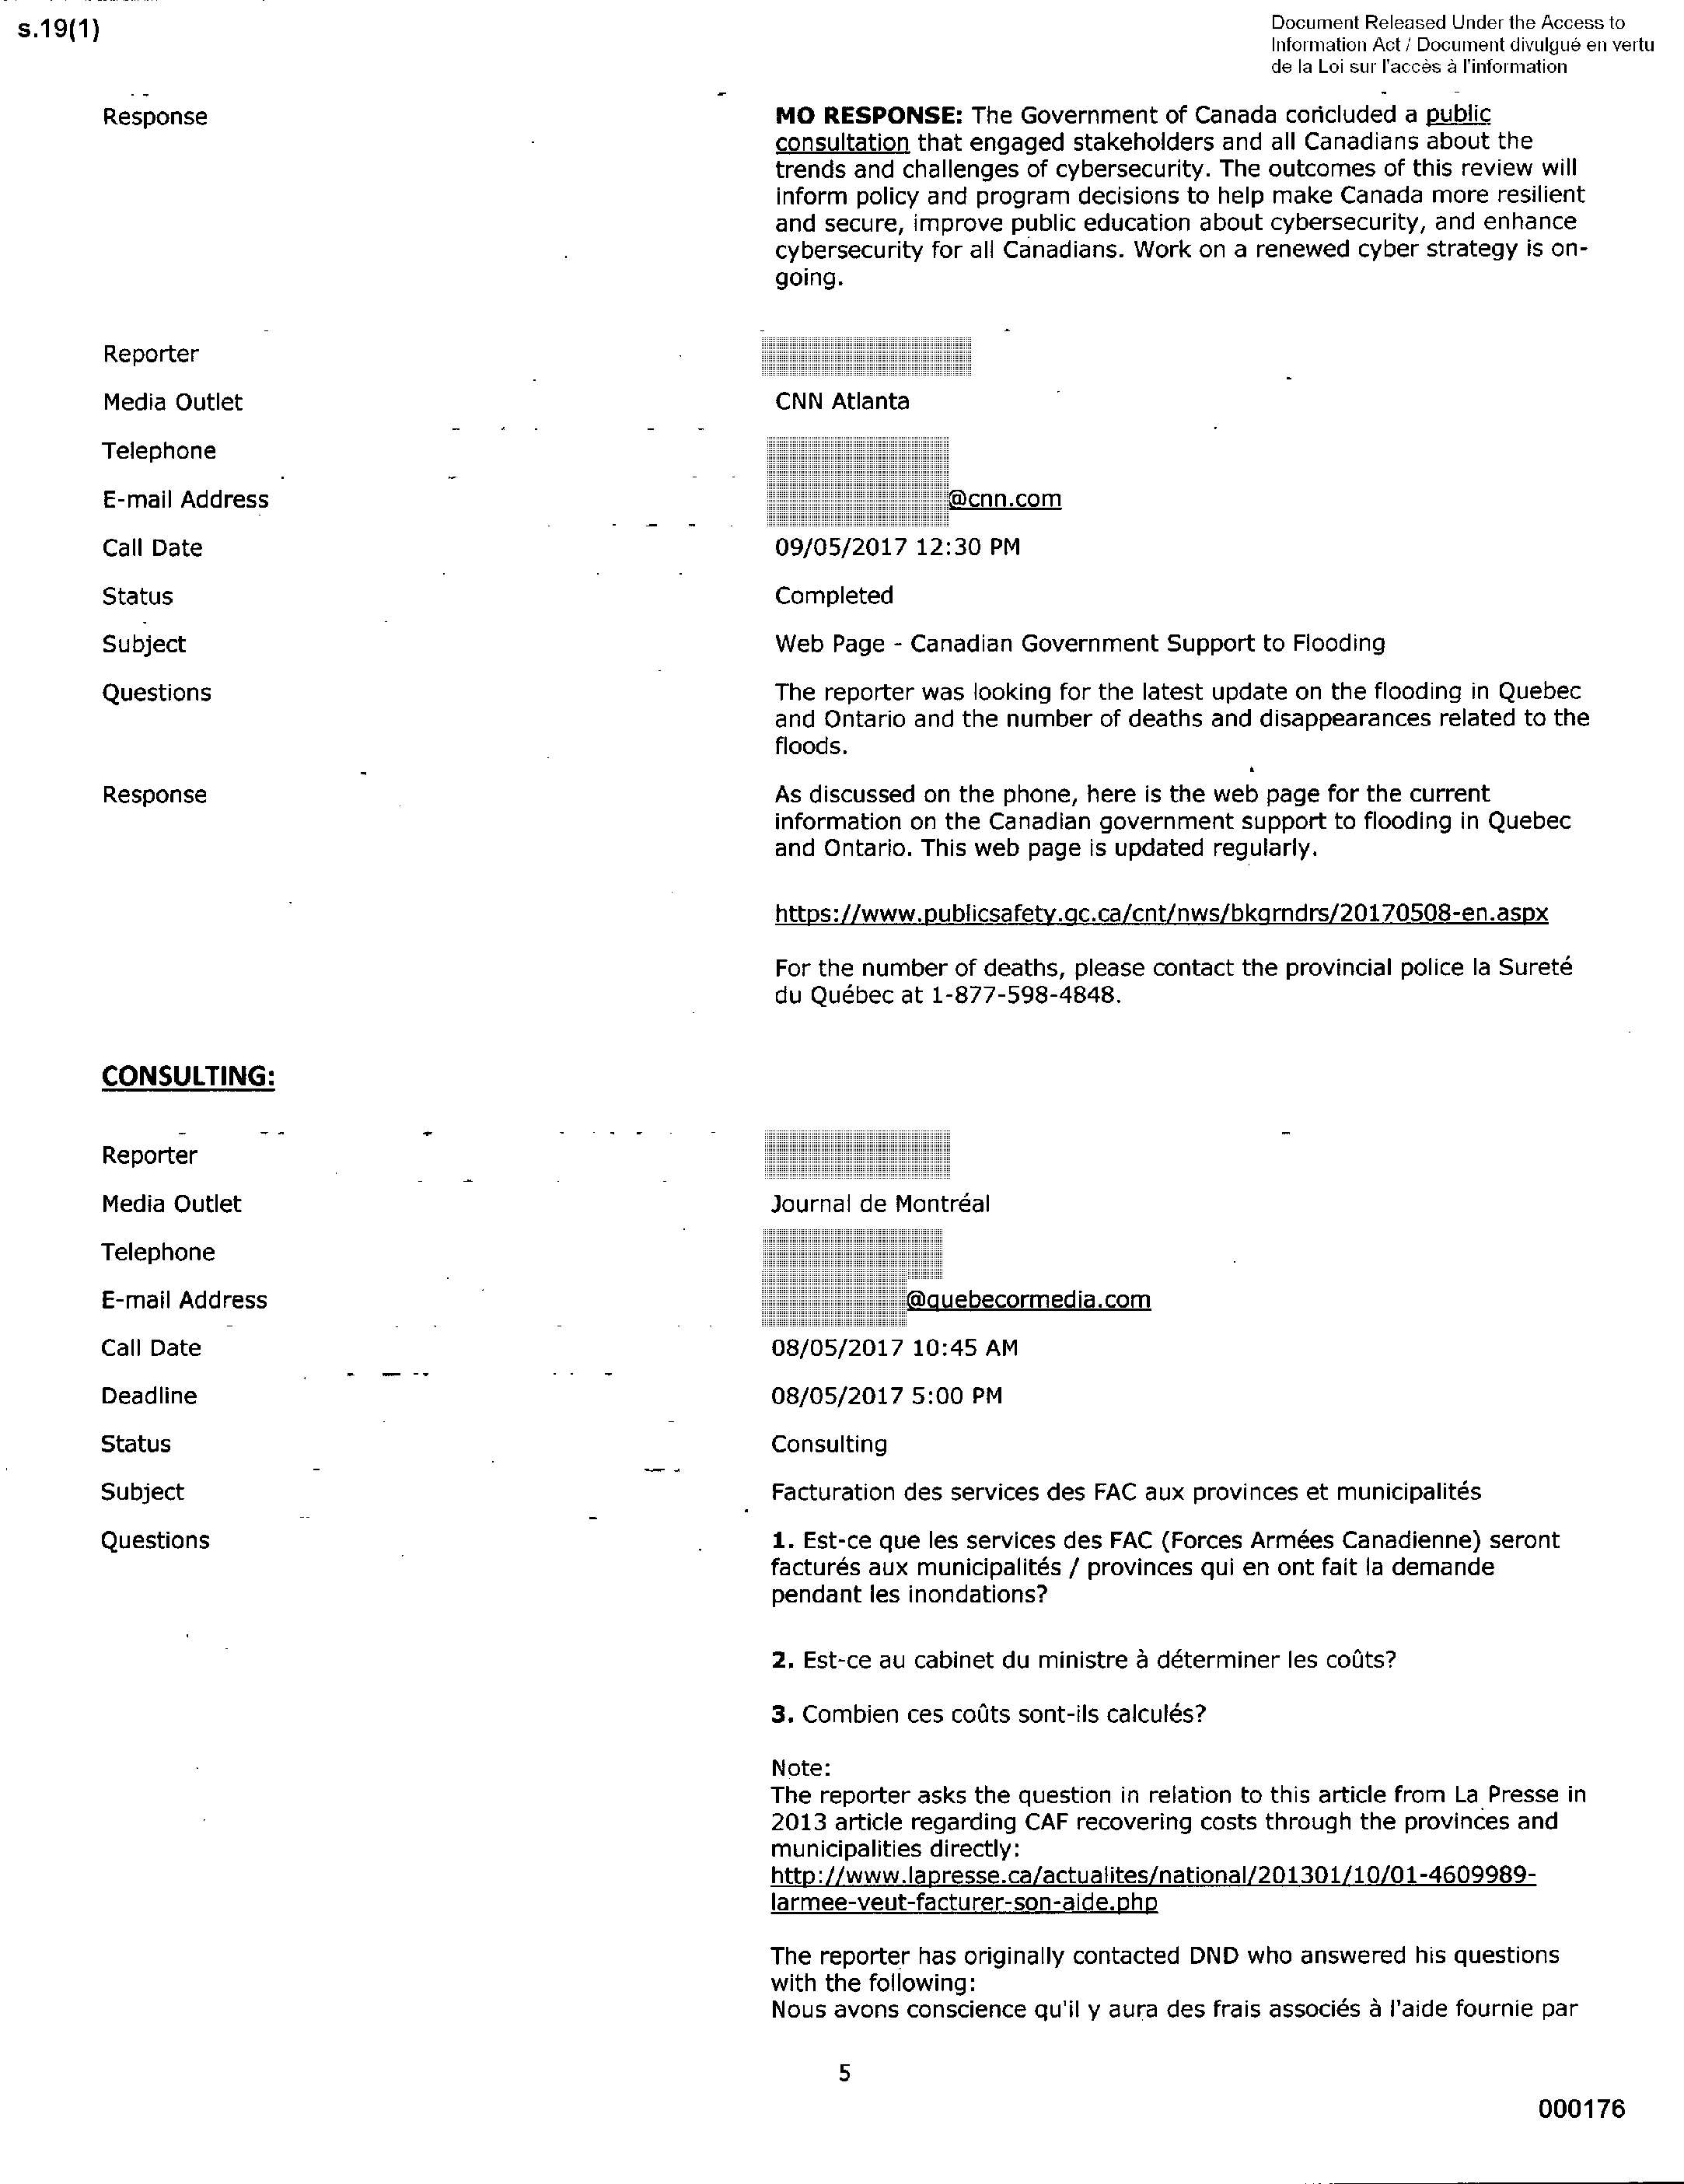 s.19(1)
Document Released Under the Access to
Information Act / Document divulgué en vertu
de la Loi sur l'accès à l'information
Response
MO RESPONSE: The Government of Canada concluded a public
consultation that engaged stakeholders and all Canadians about the
trends and challenges of cybersecurity. The outcomes of this review will
inform policy and program decisions to help make Canada more resilient
and secure, improve public education about cybersecurity, and enhance
cybersecurity for all Canadians. Work on a renewed cyber strategy is on-
going.
Reporter
Media Outlet CNN Atlanta
Telephone
E-mail Address @cnn.com
Call Date 09/05/2017 12:30 PM
Status Completed
Subject Web Page - Canadian Government Support to Flooding
Questions The reporter was looking for the latest update on the flooding in Quebec
and Ontario and the number of deaths and disappearances related to the
floods.
Response As discussed on the phone, here is the web page for the current
information on the Canadian government support to flooding in Quebec
and Ontario. This web page is updated regularly.
https://www.publicsafety.gc.ca/cnt/nws/bkgrndrs/20170508-en.aspx
For the number of deaths, please contact the provincial police la Sureté
du Québec at 1-877-598-4848.
CONSULTING:
Reporter
Media Outlet Journal de Montréal
Telephone
E-mail Address @quebecormedia.com
Call Date 08/05/2017 10:45 AM
Deadline 08/05/2017 5:00 PM
Status Consulting
Subject Facturation des services des FAC aux provinces et municipalités
Questions 1. Est-ce que les services des FAC (Forces Armées Canadienne) seront
facturés aux municipalités / provinces qui en ont fait la demande
pendant les inondations?
2. Est-ce au cabinet du ministre à déterminer les coûts?
3. Combien ces coûts sont-ils calculés?
Note:
The reporter asks the question in relation to this article from La Presse in
2013 article regarding CAF recovering costs through the provinces and
municipalities directly:
http://www.lapresse.ca/actualites/national/201301/10/01-4609989-
larmee-veut-facturer-son-aide.php
The reporter has originally contacted DND who answered his questions
with the following:
Nous avons conscience qu'il y aura des frais associés à l'aide fournie par
5
000176